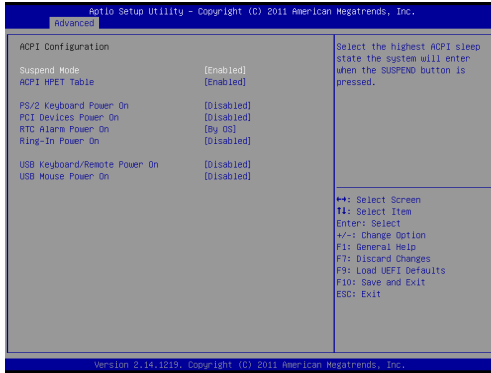 Aptio Setup Utility – Copyright (C) 2011 American Megatrends, Inc.
Advanced
ACPI Configuration
Suspend Mode [Enabled]
ACPI HPET Table [Enabled]
PS/2 Keyboard Power On [Disabled]
PCI Devices Power On [Disabled]
RTC Alarm Power On [By OS]
Ring-In Power On [Disabled]
USB Keyboard/Remote Power On [Disabled]
USB Mouse Power On [Disabled]
Select the highest ACPI sleep
state the system will enter
when the SUSPEND button is
pressed.
↔: Select Screen
↑↓: Select Item
Enter: Select
+/-: Change Option
F1: General Help
F7: Discard Changes
F9: Load UEFI Defaults
F10: Save and Exit
ESC: Exit
Version 2.14.1219. Copyright (C) 2011 American Megatrends, Inc.